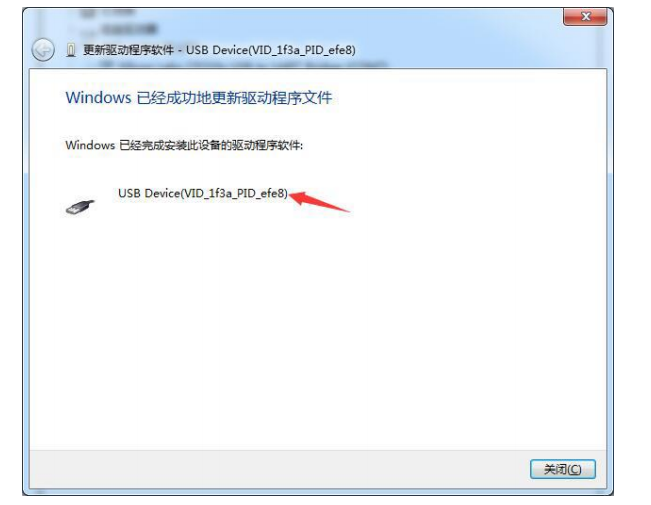 更新驱动程序软件 - USB Device(VID_1f3a_PID_efe8)
Windows 已经成功地更新驱动程序文件
Windows 已经完成安装此设备的驱动程序软件:
USB Device(VID_1f3a_PID_efe8)
关闭(C)